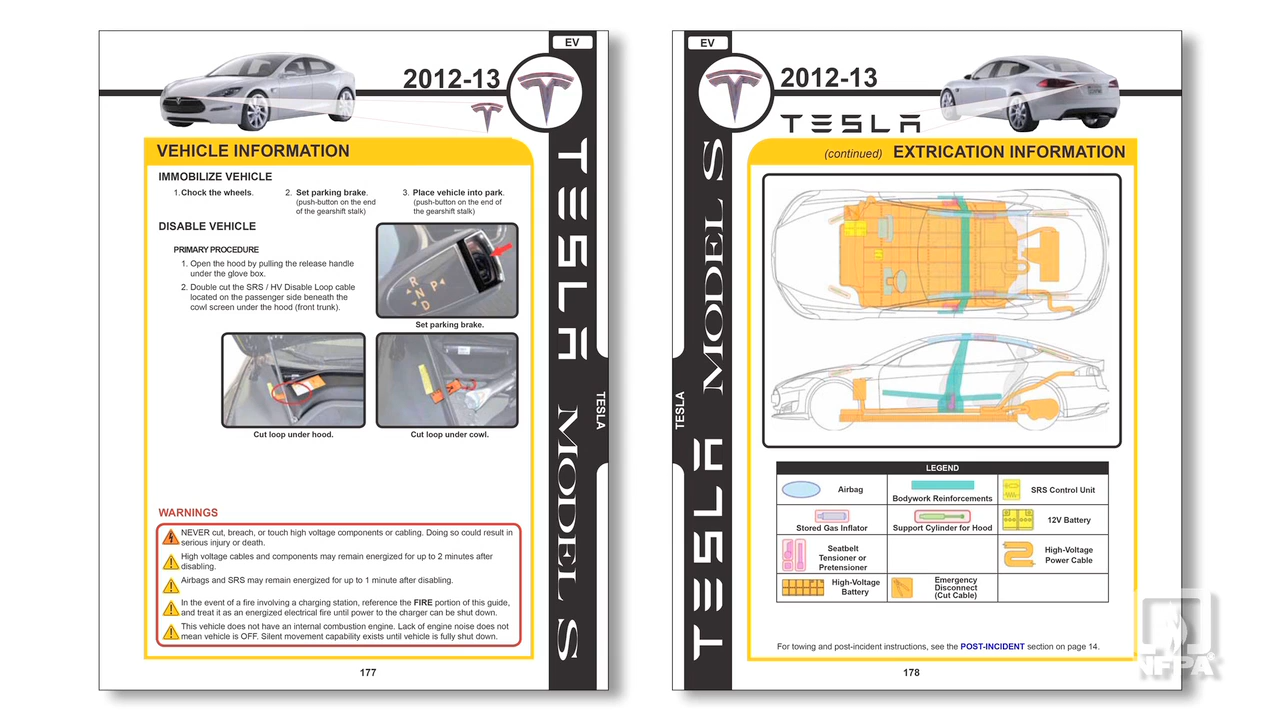 EV
2012-13
VEHICLE INFORMATION
IMMOBILIZE VEHICLE
1. Chock the wheels.
2. Set parking brake.
(push-button on the end
of the gearshift stalk)
3. Place vehicle into park.
(push-button on the end of
the gearshift stalk)
DISABLE VEHICLE
PRIMARY PROCEDURE
1. Open the hood by pulling the release handle
under the glove box.
2. Double cut the SRS / HV Disable Loop cable
located on the passenger side beneath the
cowl screen under the hood (front trunk).
R
N P
D
Set parking brake.
Cut loop under hood.
Cut loop under cowl.
WARNINGS
NEVER cut, breach, or touch high voltage components or cabling. Doing so could result in
serious injury or death.
High voltage cables and components may remain energized for up to 2 minutes after
disabling.
Airbags and SRS may remain energized for up to 1 minute after disabling.
In the event of a fire involving a charging station, reference the FIRE portion of this guide,
and treat it as an energized electrical fire until power to the charger can be shut down.
This vehicle does not have an internal combustion engine. Lack of engine noise does not
mean vehicle is OFF. Silent movement capability exists until vehicle is fully shut down.
177
TESLA MODEL S
TESLA
EV
2012-13
TESLA
TESLA MODEL S
TESLA
(continued) EXTRICATION INFORMATION
LEGEND
Airbag
Bodywork Reinforcements
SRS Control Unit
Stored Gas Inflator
Support Cylinder for Hood
12V Battery
Seatbelt
Tensioner or
Pretensioner
High-Voltage
Power Cable
High-Voltage
Battery
Emergency
Disconnect
(Cut Cable)
For towing and post-incident instructions, see the POST-INCIDENT section on page 14.
178
NFPA